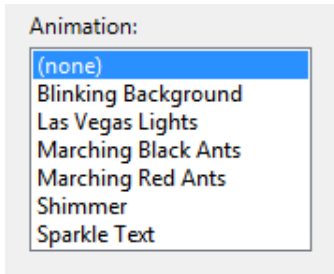 Animation:
(none)
Blinking Background
Las Vegas Lights
Marching Black Ants
Marching Red Ants
Shimmer
Sparkle Text